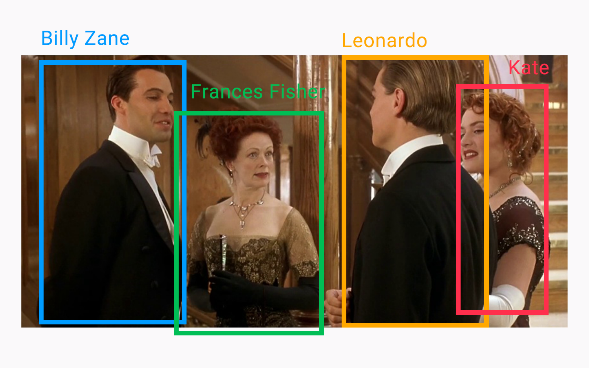 Billy Zane
Leonardo
Kate
Frances Fisher